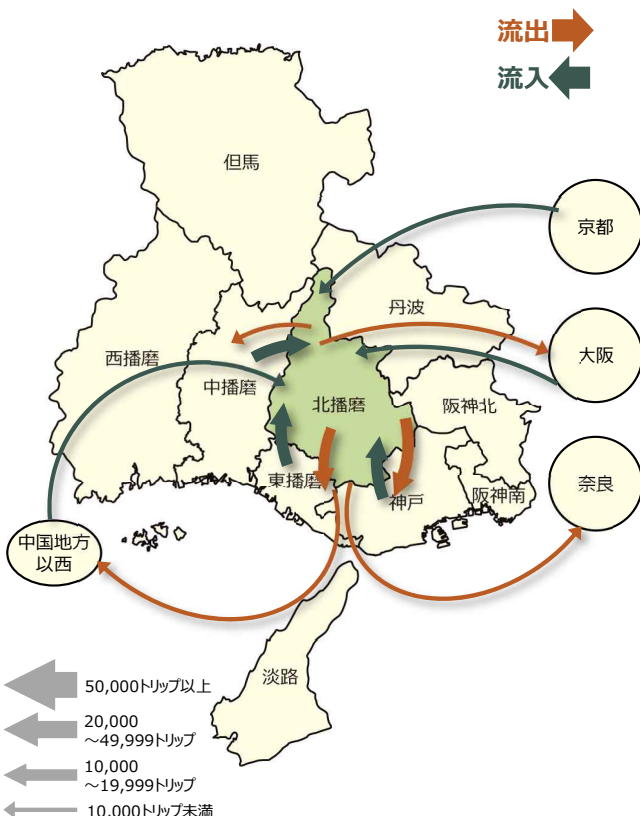 流出
流入
但馬
京都
丹波
大阪
西播磨
中播磨
北播磨
阪神北
東播磨
神戸
阪神南
奈良
中国地方
以西
淡路
50,000トリップ以上
20,000
～49,999トリップ
10,000
～19,999トリップ
10,000トリップ未満